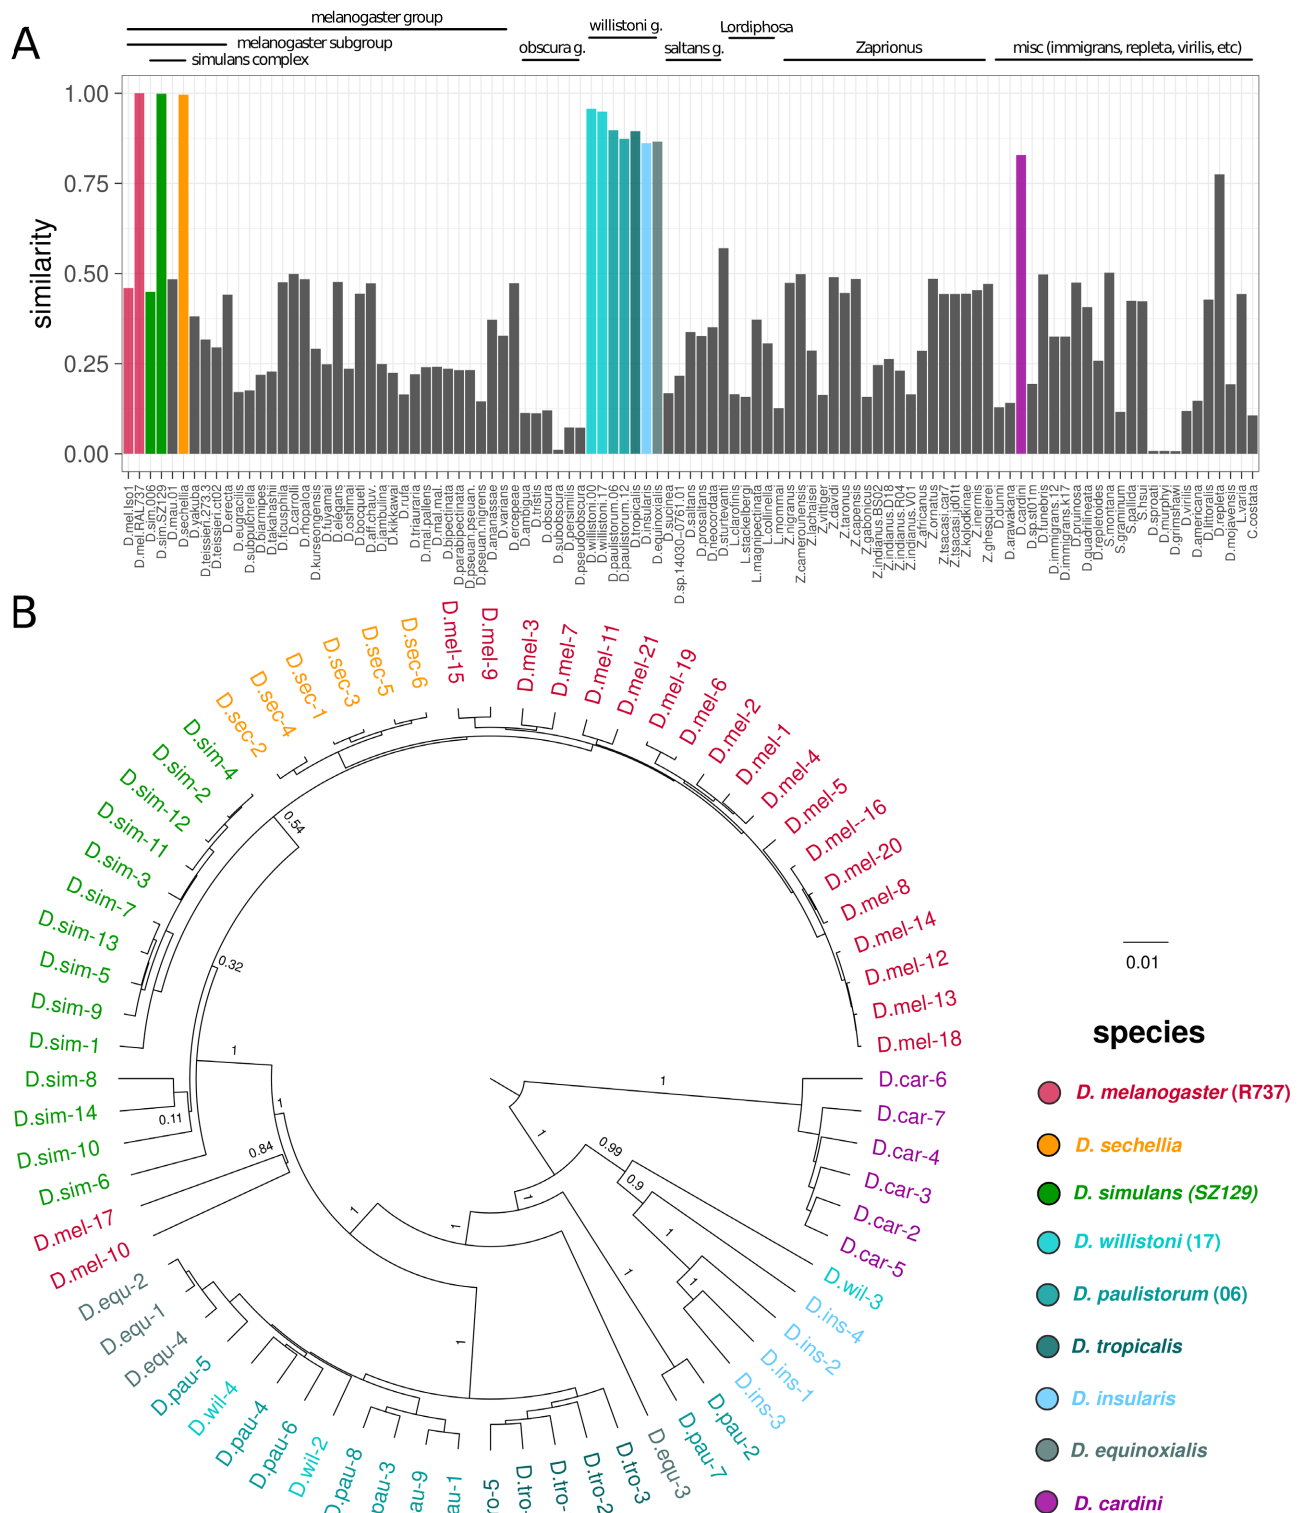 A
melanogaster group
melanogaster subgroup
simulans complex
obscura g.
willistoni g.
saltans g.
Lordiphosa
Zaprionus
misc (immigrans, repleta, virilis, etc)
similarity
1.00
0.75
0.50
0.25
0.00
D.mel.Iso1
D.mel.RAL737
D.sim.006
D.sim.SZ129
D.mau.01
D.sechellia
D.yakuba
D.teissieri.273.3
D.teissieri.ct02
D.erecta
D.eugracilis
D.subpulchrella
D.biarmipes
D.takahashii
D.ficusphila
D.carrolli
D.rhopaloa
D.kurseongensis
D.fuyamai
D.elegans
D.oshimai
D.bocqueti
D.aff.chauv.
D.jambulina
D.kikkawai
D.rufa
D.triauraria
D.mal.pallens
D.mal.mal.
D.bipectinata
D.parabipectinata
D.pseuan.pseuan.
D.pseuan.nigrens
D.ananassae
D.varians
D.ercepeae
D.ambigua
D.tristis
D.obscura
D.subobscura
D.persimilis
D.pseudoobscura
D.willistoni.00
D.willistoni.17
D.paulistorum.06
D.paulistorum.12
D.tropicalis
D.insularis
D.equinoxialis
D.sucinea
D.sp.14030-0761.01
D.saltans
D.prosaltans
D.neocordata
D.sturtevanti
L.clarofinis
L.stackelbergi
L.magnipectinata
L.collinella
L.mommai
Z.nigranus
Z.camerounensis
Z.lachaisei
Z.vittiger
Z.davidi
Z.taronus
Z.capensis
Z.gabonicus
Z.indianus.BS02
Z.indianus.D18
Z.indianus.R04
Z.indianus.V01
Z.africanus
Z.ornatus
Z.tsacasi.car7
Z.tsacasi.jd01t
Z.kolodkinae
Z.inermis
Z.ghesquierei
D.dunni
D.arawakana
D.cardini
D.sp.st01m
D.funebris
D.immigrans.12
D.immigrans.k17
D.pruinosa
D.quadrilineata
D.repletoides
S.montana
S.graminum
S.pallida
S.hsui
D.sproati
D.murphyi
D.grimshawi
D.virilis
D.americana
D.littoralis
D.repleta
D.mojavensis
L.varia
C.costata
B
D.sec-2
D.sec-4
D.sec-1
D.sec-3
D.sec-5
D.sec-6
D.mel-15
D.mel-9
D.mel-3
D.mel-7
D.mel-11
D.mel-21
D.mel-19
D.mel-6
D.mel-2
D.mel-1
D.mel-4
D.mel-5
D.mel--16
D.mel-20
D.mel-8
D.mel-14
D.mel-12
D.mel-13
D.mel-18
D.car-6
D.car-7
D.car-4
D.car-3
D.car-2
D.car-5
D.wil-3
D.ins-4
D.ins-2
D.ins-1
D.ins-3
D.pau-2
D.pau-7
D.equ-3
D.tro-3
D.tro-2
D.tro-
D.tro-
ro-5
au-1
au-9
pau-3
D.pau-8
D.wil-2
D.pau-6
D.pau-4
D.wil-4
D.pau-5
D.equ-4
D.equ-1
D.equ-2
D.mel-10
D.mel-17
D.sim-6
D.sim-10
D.sim-14
D.sim-8
D.sim-1
D.sim-9
D.sim-5
D.sim-13
D.sim-7
D.sim-3
D.sim-11
D.sim-12
D.sim-2
D.sim-4
0.54
0.32
1
0.11
0.84
1
1
1
1
1
1
1
0.99
0.9
1
1
1
0.01
species
D. melanogaster (R737)
D. sechellia
D. simulans (SZ129)
D. willistoni (17)
D. paulistorum (06)
D. tropicalis
D. insularis
D. equinoxialis
D. cardini